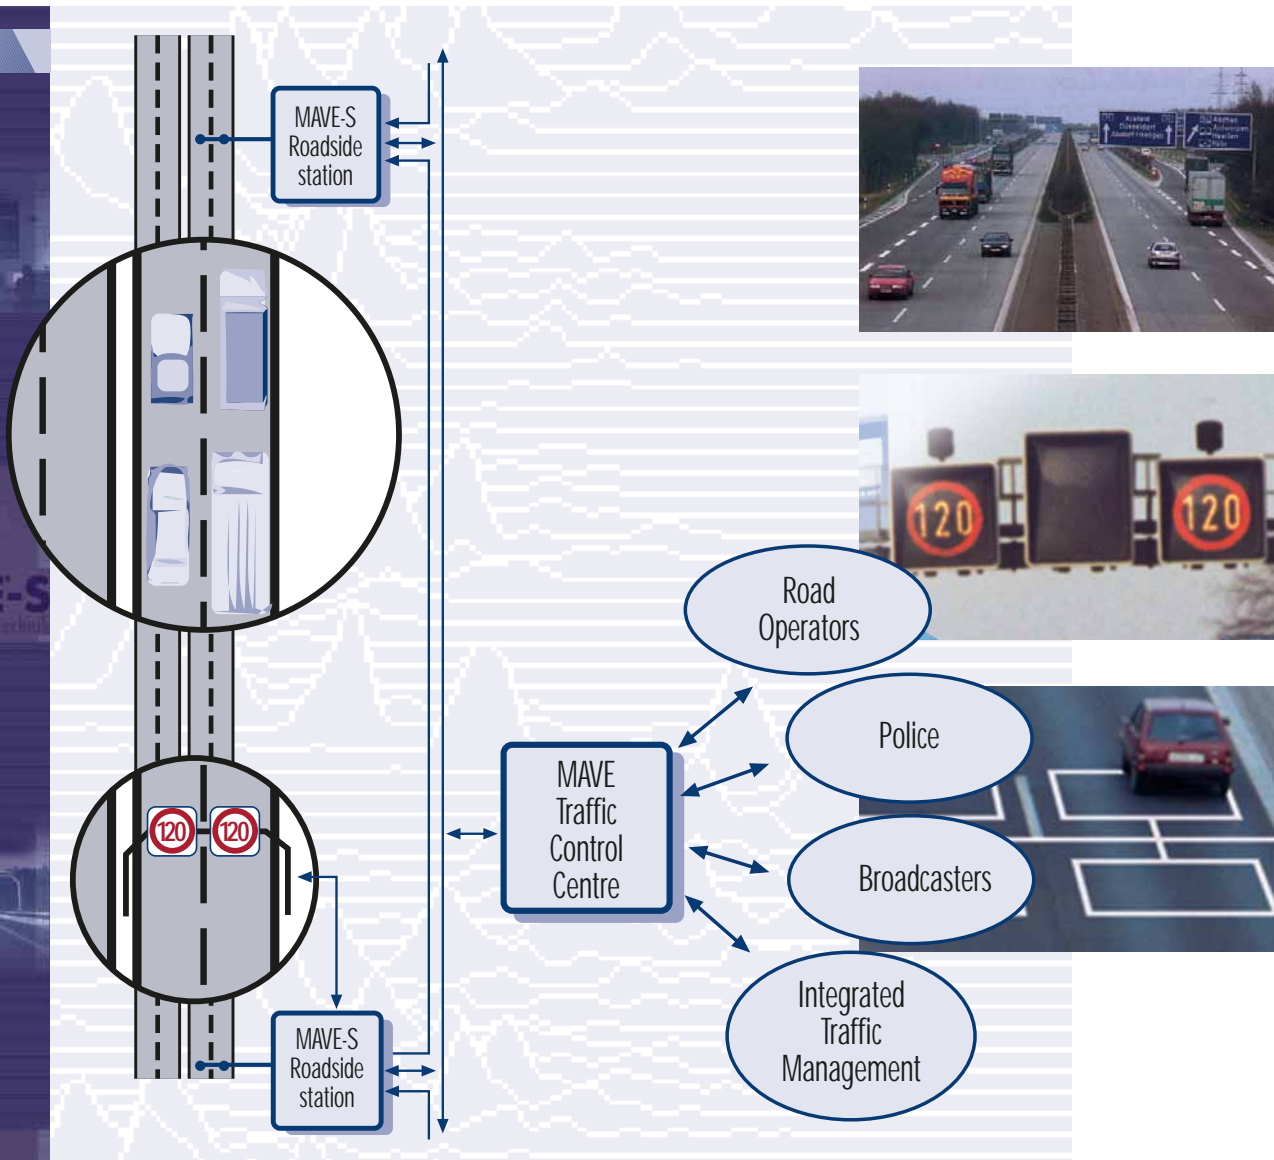 MAVE-S
Roadside
station
120
120
Road
Operators
Police
MAVE
Traffic
Control
Centre
120
120
Broadcasters
Integrated
Traffic
Management
MAVE-S
Roadside
station